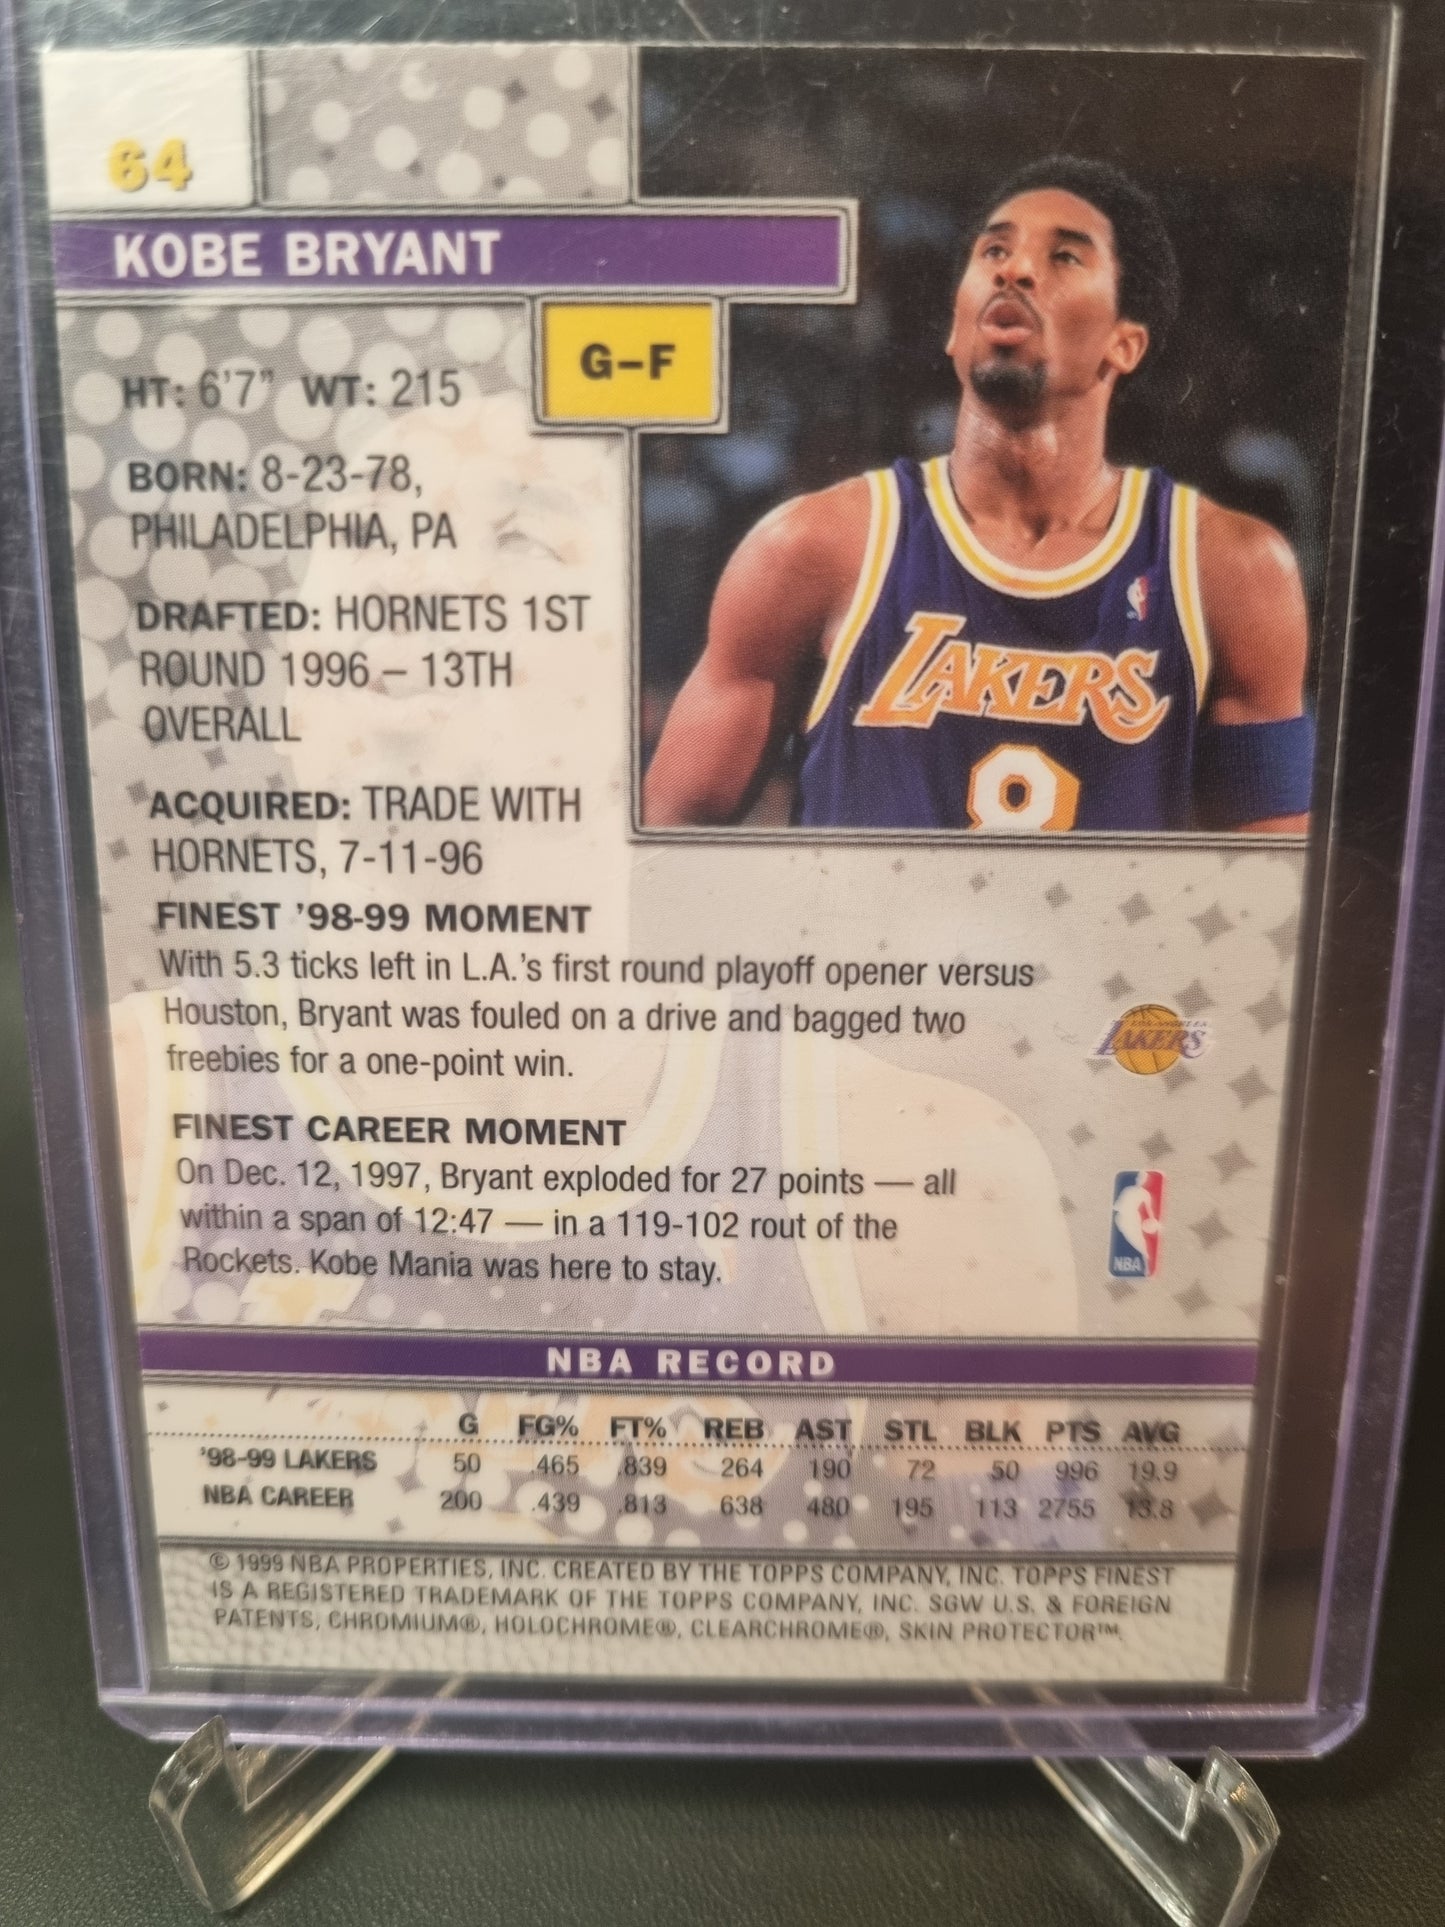 64
KOBE BRYANT
G–F
HT: 6'7" WT: 215
BORN: 8-23-78,
PHILADELPHIA, PA
DRAFTED: HORNETS 1ST
ROUND 1996 – 13TH
OVERALL
ACQUIRED: TRADE WITH
HORNETS, 7-11-96
LAKERS
8
FINEST '98-99 MOMENT
With 5.3 ticks left in L.A.'s first round playoff opener versus
Houston, Bryant was fouled on a drive and bagged two
freebies for a one-point win.
LOS ANGELES
LAKERS
FINEST CAREER MOMENT
On Dec. 12, 1997, Bryant exploded for 27 points — all
within a span of 12:47 — in a 119-102 rout of the
Rockets. Kobe Mania was here to stay.
NBA
NBA RECORD
G FG% FT% REB AST STL BLK PTS AVG
'98-99 LAKERS 50 .465 .839 264 190 72 50 996 19.9
NBA CAREER 200 .439 .813 638 480 195 113 2755 13.8
© 1999 NBA PROPERTIES, INC. CREATED BY THE TOPPS COMPANY, INC. TOPPS FINEST
IS A REGISTERED TRADEMARK OF THE TOPPS COMPANY, INC. SGW U.S. & FOREIGN
PATENTS, CHROMIUM®, HOLOCHROME®, CLEARCHROME®, SKIN PROTECTOR™.